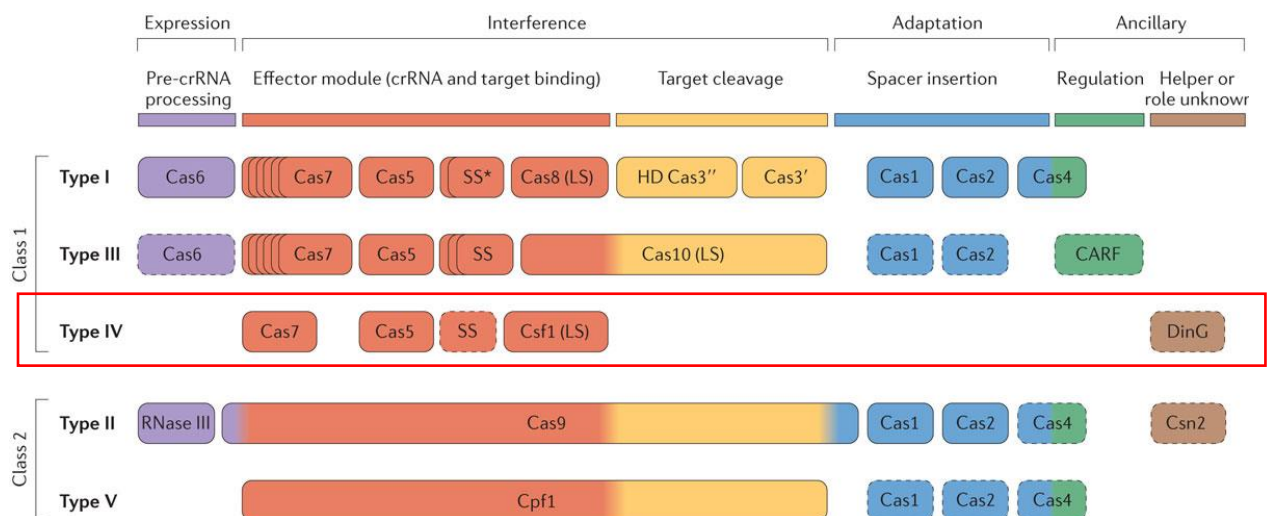 Expression Interference Adaptation Ancillary
Pre-crRNA processing Effector module (crRNA and target binding) Target cleavage Spacer insertion Regulation Helper or role unknown
Class 1
Type I Cas6 Cas7 Cas5 SS* Cas8 (LS) HD Cas3′′ Cas3′ Cas1 Cas2 Cas4
Type III Cas6 Cas7 Cas5 SS Cas10 (LS) Cas1 Cas2 CARF
Type IV Cas7 Cas5 SS Csf1 (LS) DinG
Class 2
Type II RNase III Cas9 Cas1 Cas2 Cas4 Csn2
Type V Cpf1 Cas1 Cas2 Cas4